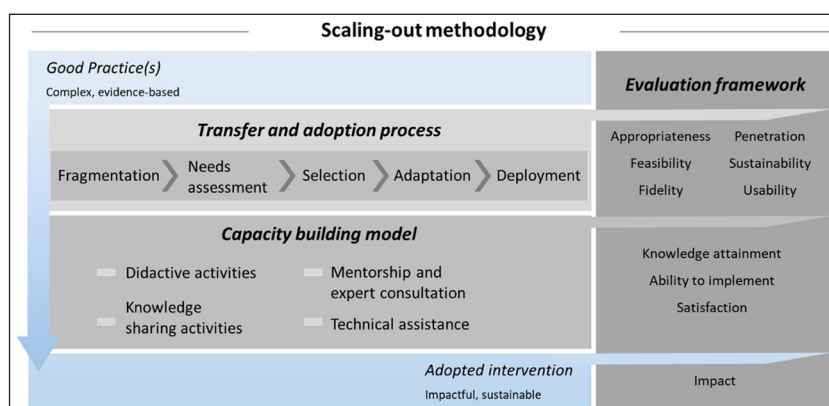 Scaling-out methodology
Good Practice(s)
Complex, evidence-based
Evaluation framework
Transfer and adoption process
Fragmentation
Needs
assessment
Selection
Adaptation
Deployment
Appropriateness
Penetration
Feasibility
Sustainability
Fidelity
Usability
Capacity building model
Didactive activities
Knowledge
sharing activities
Mentorship and
expert consultation
Technical assistance
Knowledge attainment
Ability to implement
Satisfaction
Adopted intervention
Impactful, sustainable
Impact